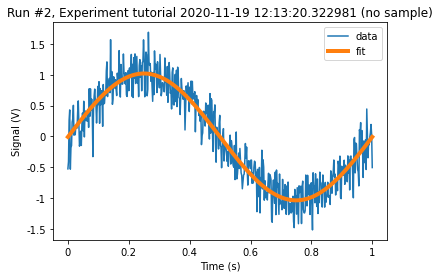 Run #2, Experiment tutorial 2020-11-19 12:13:20.322981 (no sample)
data
fit
Signal (V)
1.5
1
0.5
0
-0.5
-1
-1.5
0
0.2
0.4
0.6
0.8
1
Time (s)